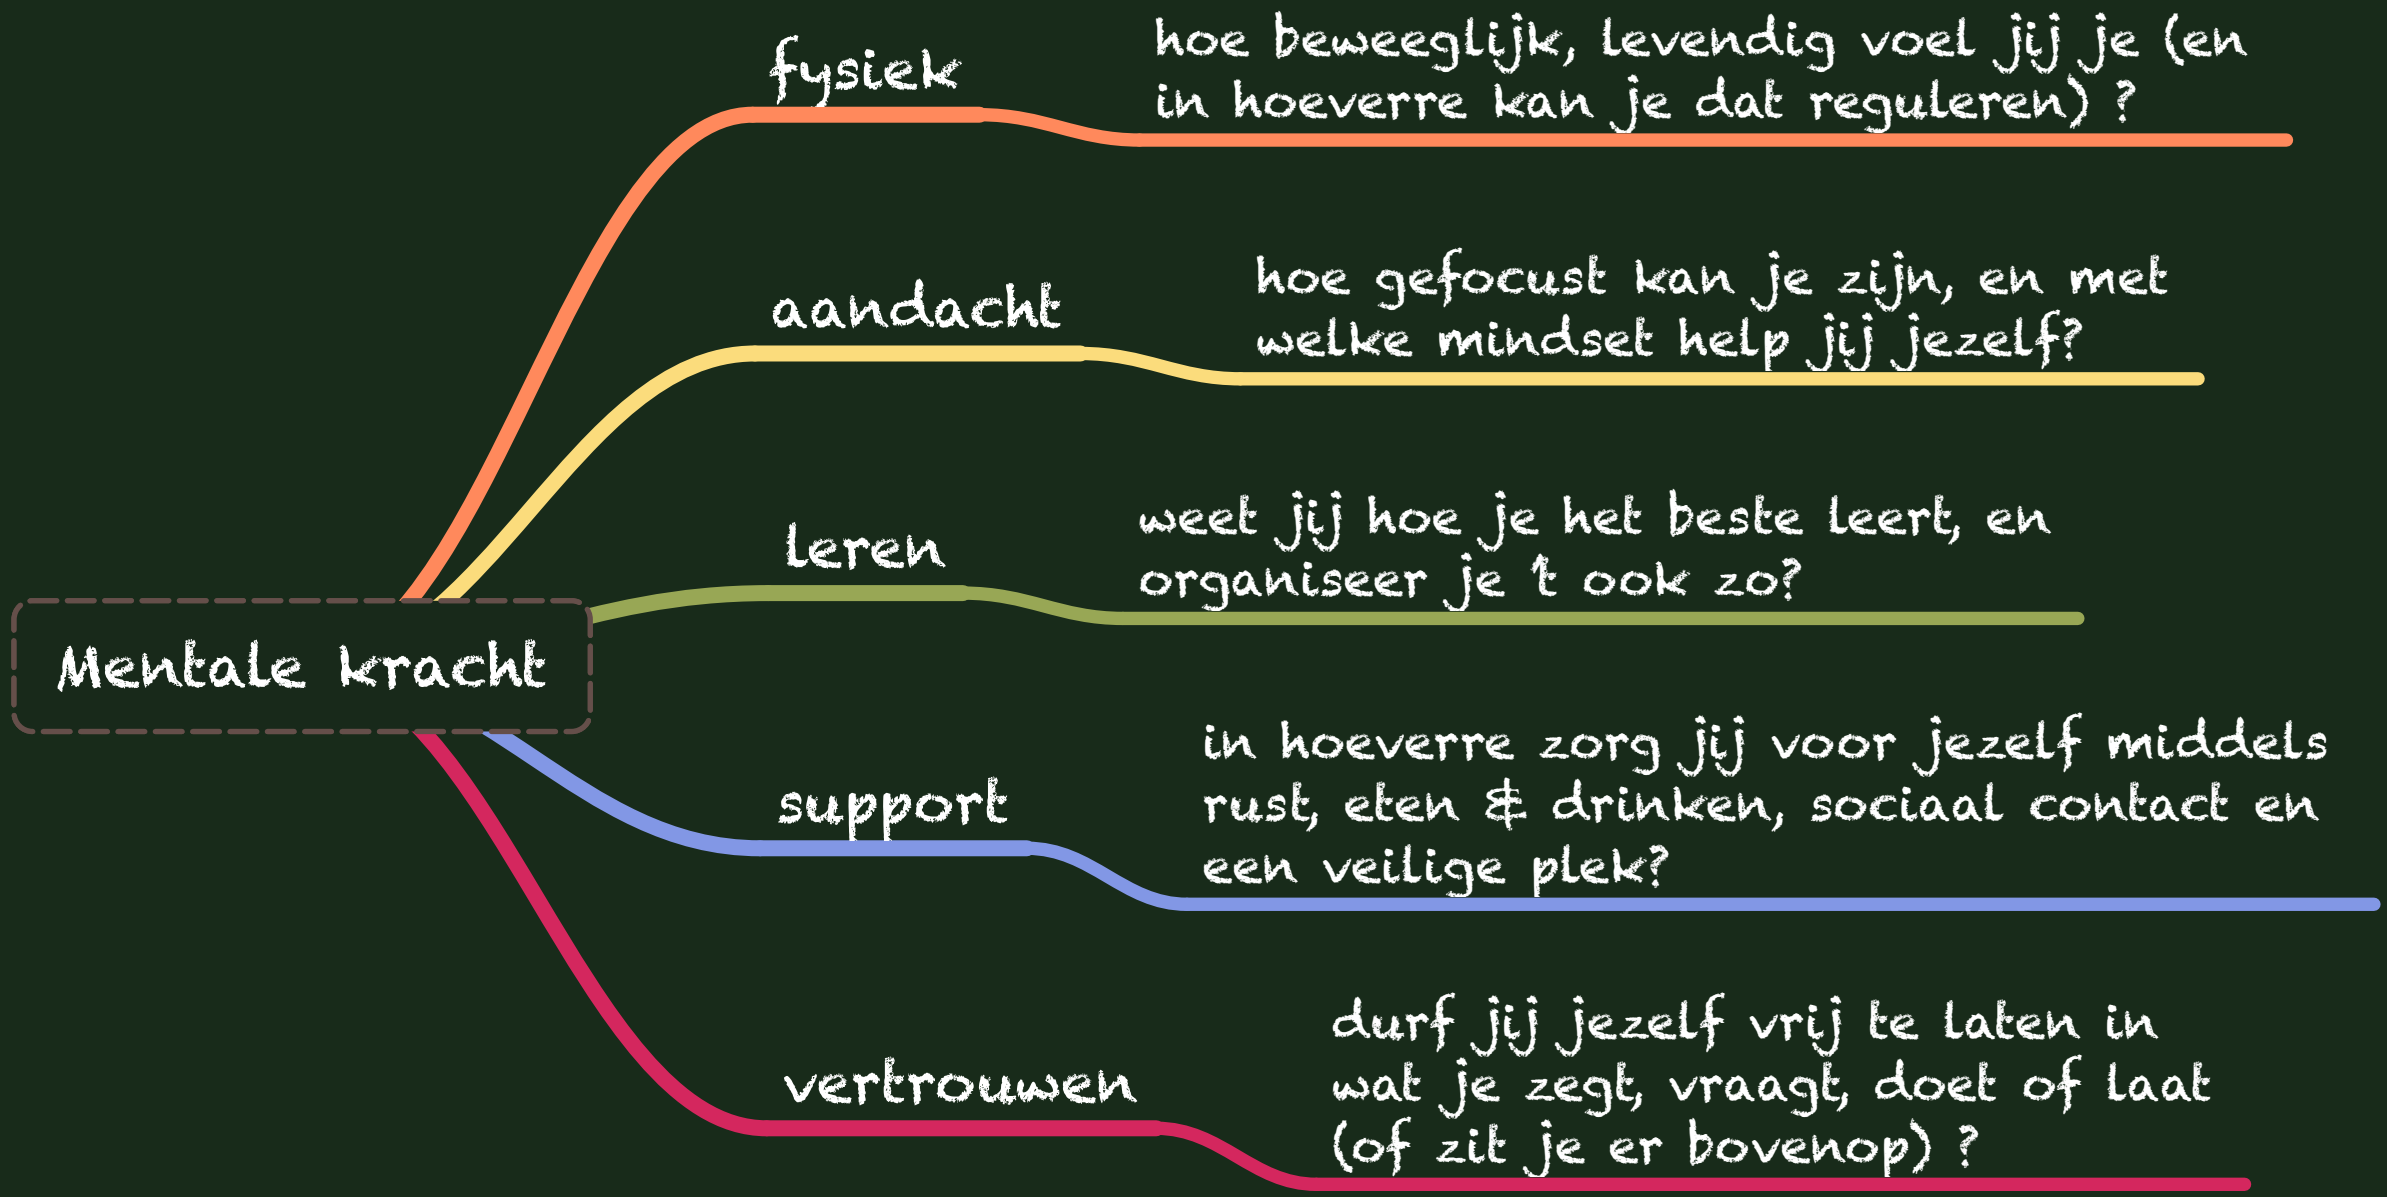 fysiek
hoe beweeglijk, levendig voel jij je (en
in hoeverre kan je dat reguleren) ?
aandacht
hoe gefocust kan je zijn, en met
welke mindset help jij jezelf?
leren
weet jij hoe je het beste leert, en
organiseer je 't ook zo?
Mentale kracht
support
in hoeverre zorg jij voor jezelf middels
rust, eten & drinken, sociaal contact en
een veilige plek?
vertrouwen
durf jij jezelf vrij te laten in
wat je zegt, vraagt, doet of laat
(of zit je er bovenop) ?